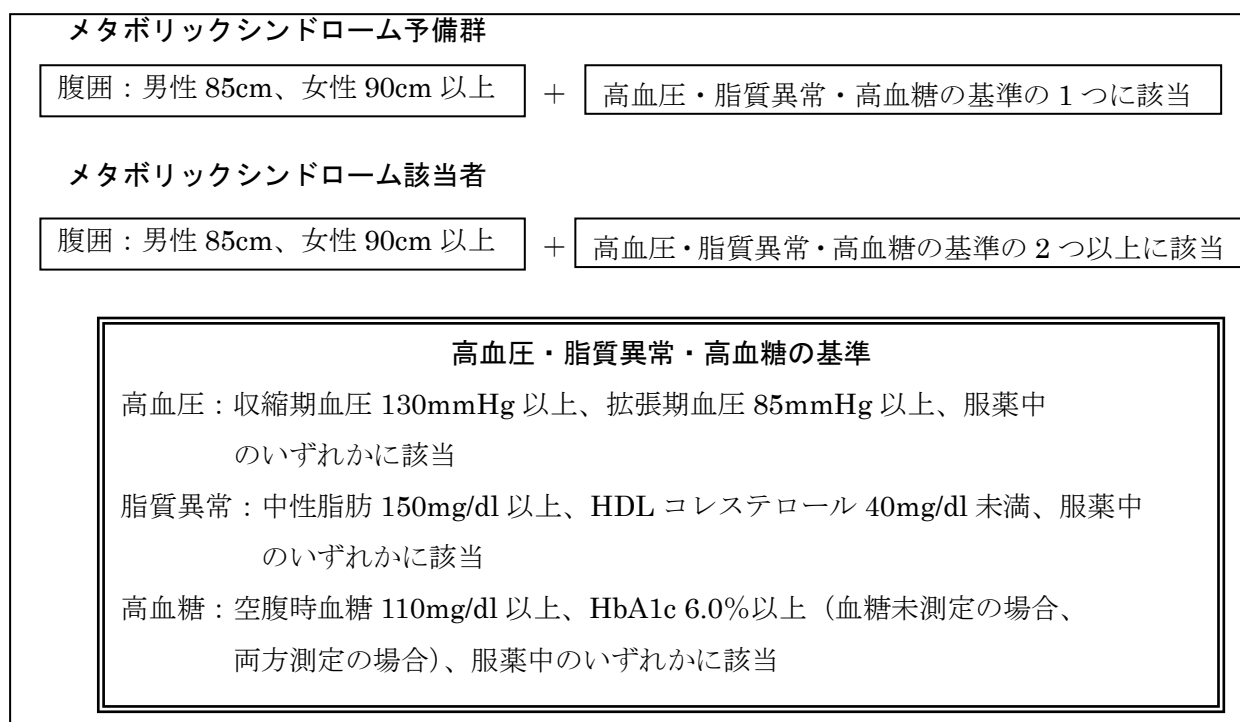 メタボリックシンドローム予備群
腹囲：男性 85cm、女性 90cm 以上 ＋ 高血圧・脂質異常・高血糖の基準の 1 つに該当
メタボリックシンドローム該当者
腹囲：男性 85cm、女性 90cm 以上 ＋ 高血圧・脂質異常・高血糖の基準の 2 つ以上に該当
高血圧・脂質異常・高血糖の基準
高血圧：収縮期血圧 130mmHg 以上、拡張期血圧 85mmHg 以上、服薬中
のいずれかに該当
脂質異常：中性脂肪 150mg/dl 以上、HDL コレステロール 40mg/dl 未満、服薬中
のいずれかに該当
高血糖：空腹時血糖 110mg/dl 以上、HbA1c 6.0％以上（血糖未測定の場合、
両方測定の場合）、服薬中のいずれかに該当